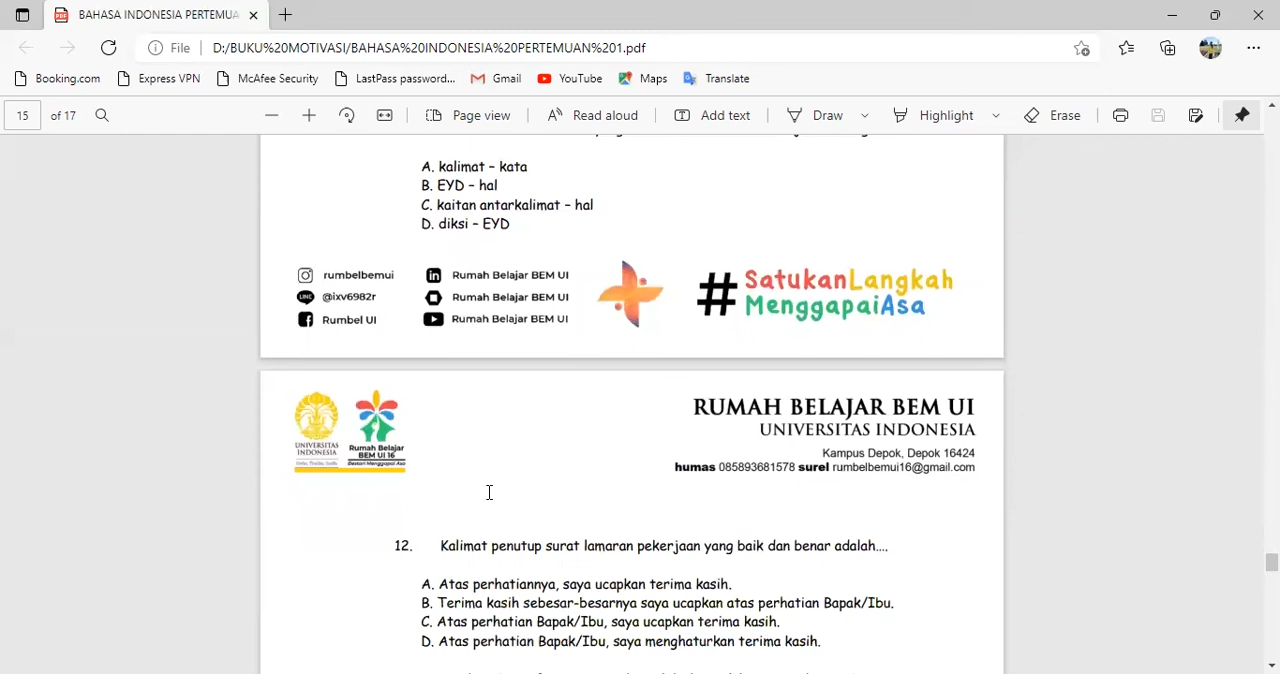 BAHASA INDONESIA PERTEMUA
File D:/BUKU%20MOTIVASI/BAHASA%20INDONESIA%20PERTEMUAN%201.pdf
Booking.com Express VPN McAfee Security LastPass password... Gmail YouTube Maps Translate
15 of 17 Page view Read aloud Add text Draw Highlight Erase
A. kalimat – kata
B. EYD – hal
C. kaitan antarkalimat – hal
D. diksi – EYD
rumbelbemui Rumah Belajar BEM UI
LINE @ixv6982r Rumah Belajar BEM UI
Rumbel UI Rumah Belajar BEM UI
#SatukanLangkah
MenggapaiAsa
UNIVERSITAS
INDONESIA
Rumah Belajar
BEM UI 16
RUMAH BELAJAR BEM UI
UNIVERSITAS INDONESIA
Kampus Depok, Depok 16424
humas 085893681578 surel rumbelbemui16@gmail.com
12. Kalimat penutup surat lamaran pekerjaan yang baik dan benar adalah....
A. Atas perhatiannya, saya ucapkan terima kasih.
B. Terima kasih sebesar-besarnya saya ucapkan atas perhatian Bapak/Ibu.
C. Atas perhatian Bapak/Ibu, saya ucapkan terima kasih.
D. Atas perhatian Bapak/Ibu, saya menghaturkan terima kasih.